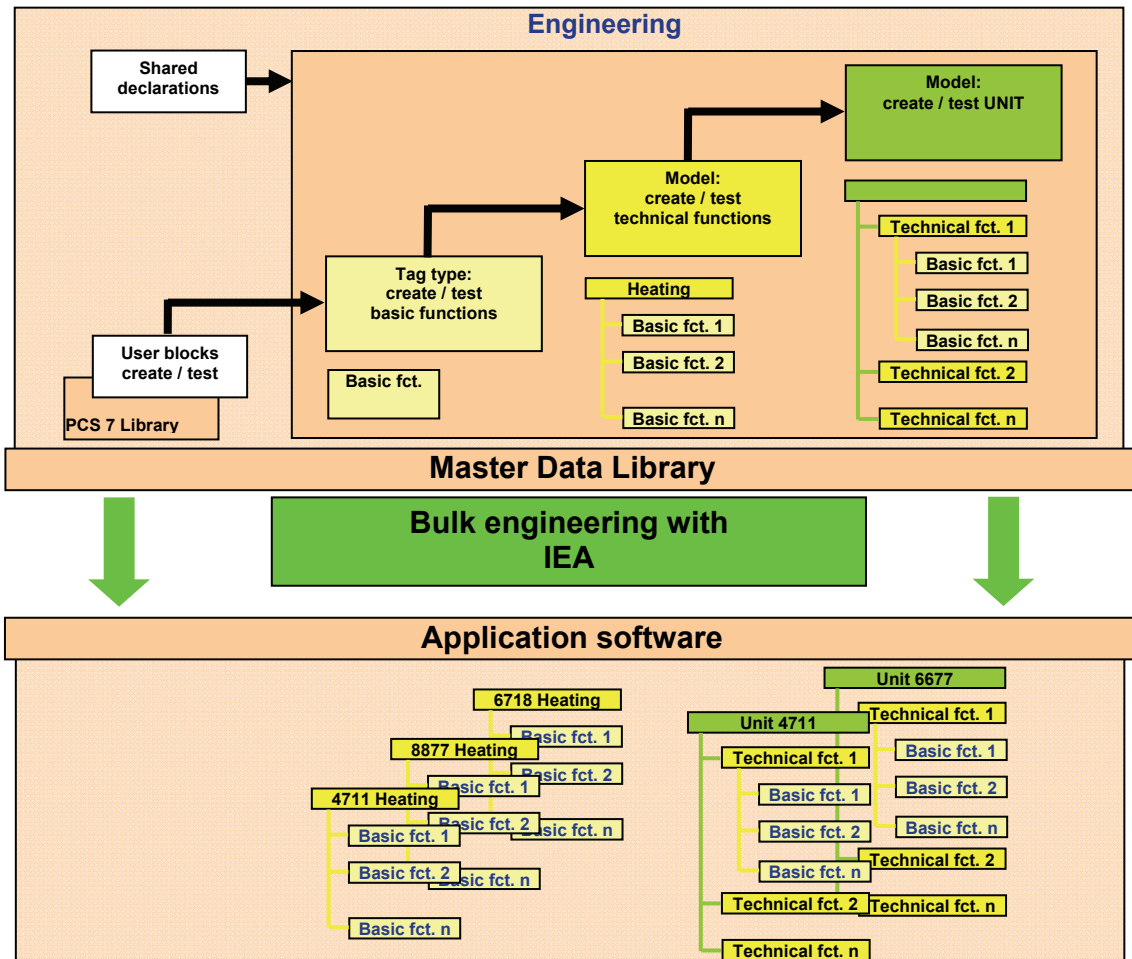 Engineering
Shared
declarations
Model:
create / test UNIT
Model:
create / test
technical functions
Tag type:
create / test
basic functions
User blocks
create / test
PCS 7 Library
Basic fct.
Heating
Basic fct. 1
Basic fct. 2
Basic fct. n
Technical fct. 1
Basic fct. 1
Basic fct. 2
Basic fct. n
Technical fct. 2
Technical fct. n
Master Data Library
Bulk engineering with
IEA
Application software
6718 Heating
Basic fct. 1
Basic fct. 2
Basic fct. n
8877 Heating
Basic fct. 1
Basic fct. 2
Basic fct. n
4711 Heating
Basic fct. 1
Basic fct. 2
Basic fct. n
Unit 6677
Technical fct. 1
Basic fct. 1
Basic fct. 2
Basic fct. n
Technical fct. 2
Technical fct. n
Unit 4711
Technical fct. 1
Basic fct. 1
Basic fct. 2
Basic fct. n
Technical fct. 2
Technical fct. n